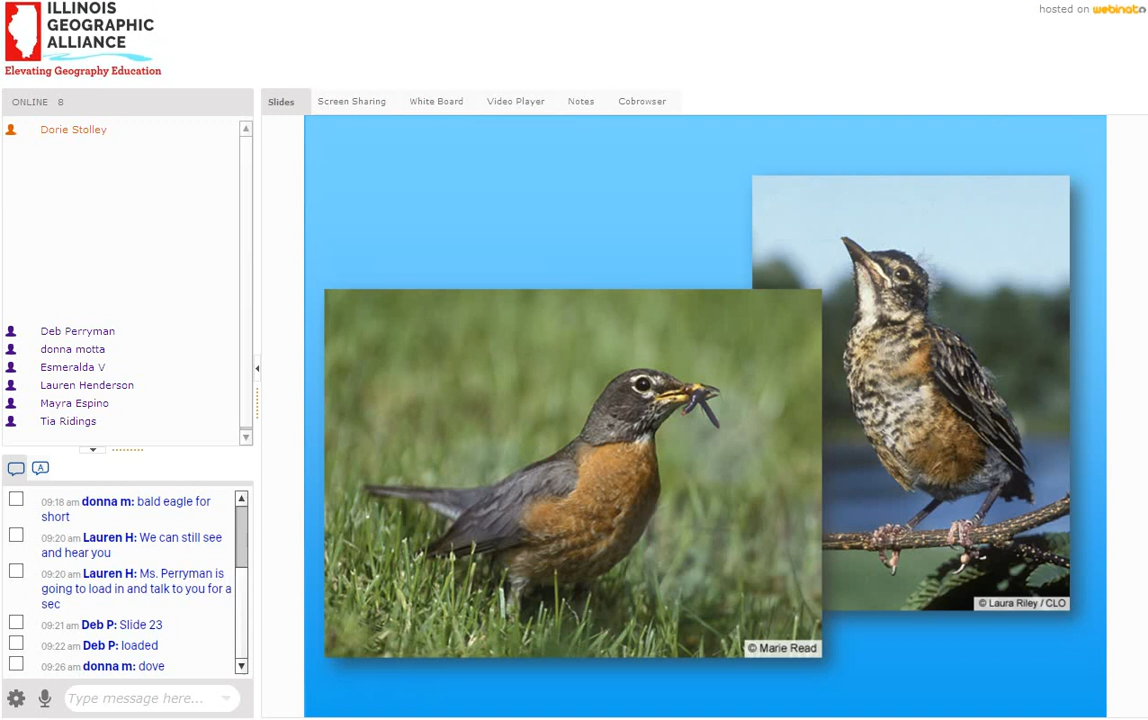 ILLINOIS
GEOGRAPHIC
ALLIANCE
Elevating Geography Education
hosted on webinato
ONLINE 8
Dorie Stolley
Deb Perryman
donna motta
Esmeralda V
Lauren Henderson
Mayra Espino
Tia Ridings
A
09:18 am donna m: bald eagle for
short
09:20 am Lauren H: We can still see
and hear you
09:20 am Lauren H: Ms. Perryman is
going to load in and talk to you for a
sec
09:21 am Deb P: Slide 23
09:22 am Deb P: loaded
09:26 am donna m: dove
Type message here...
Slides Screen Sharing White Board Video Player Notes Cobrowser
© Laura Riley / CLO
© Marie Read